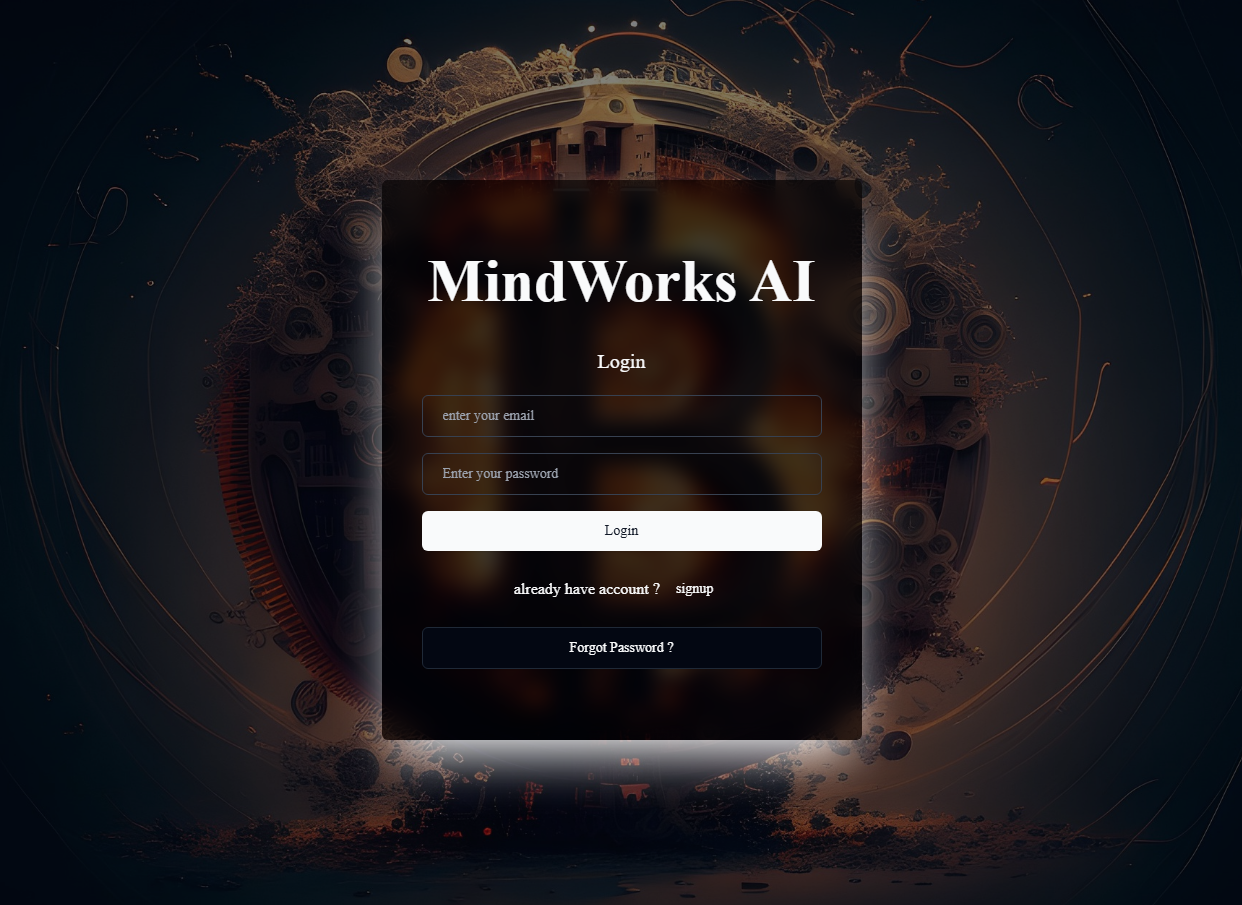 MindWorks AI
Login
enter your email
Enter your password
Login
already have account ? signup
Forgot Password ?